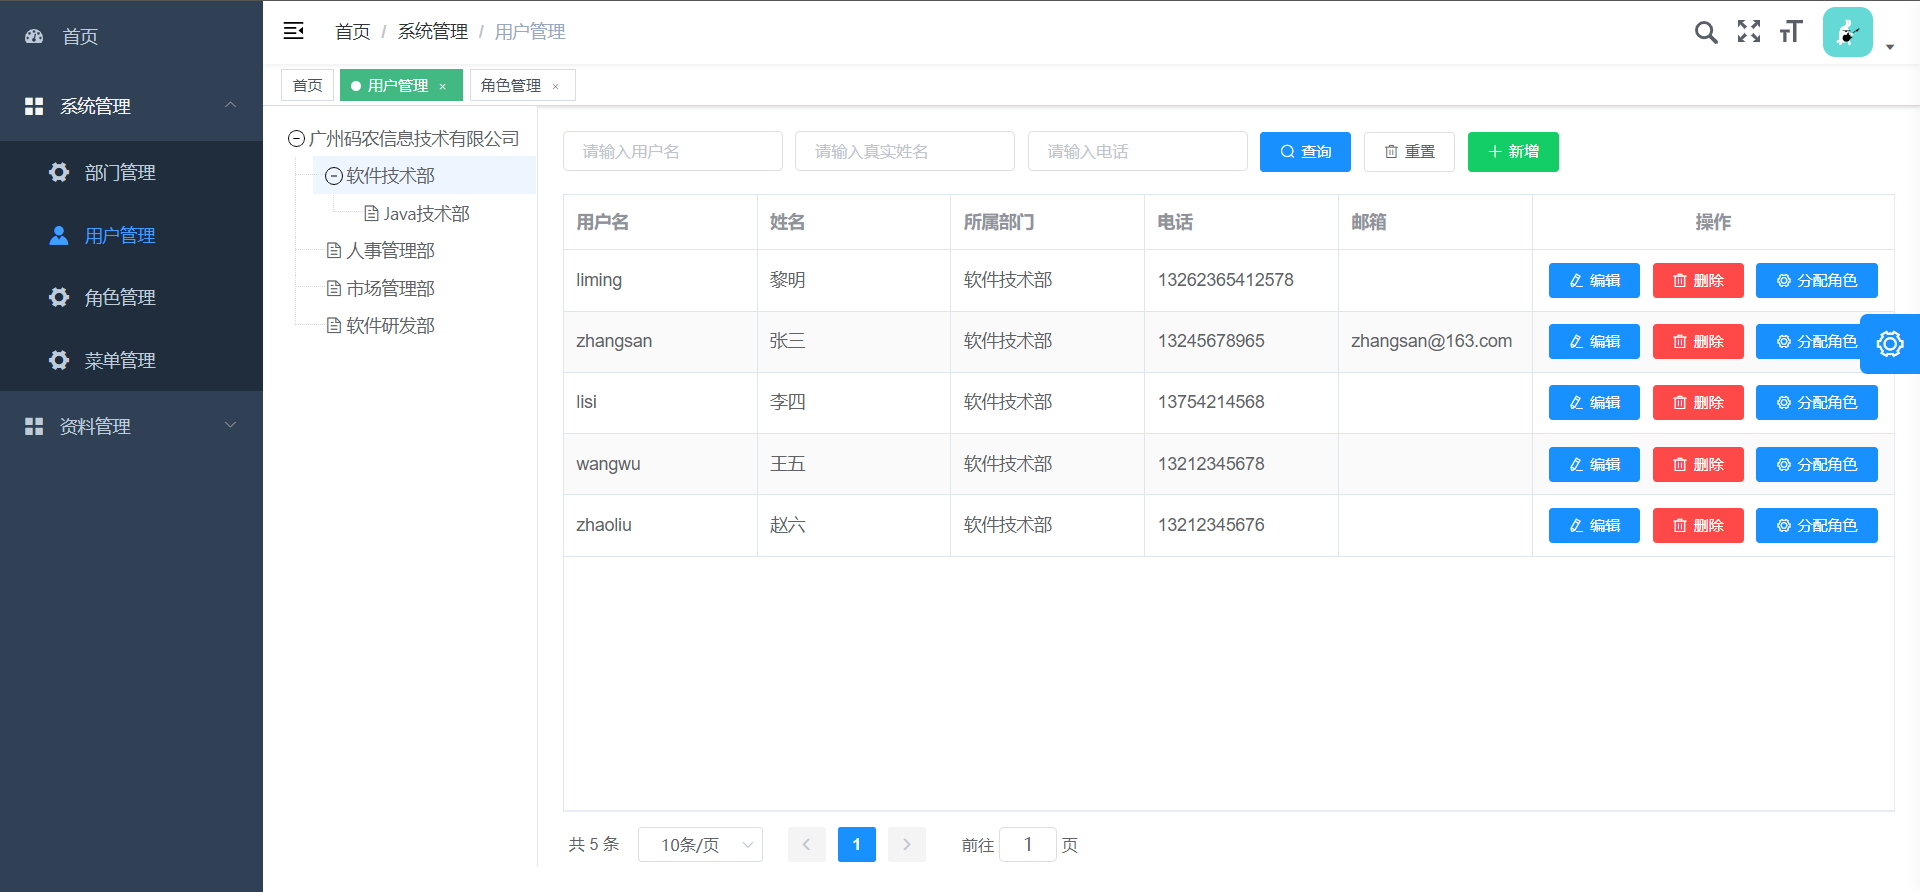 首页
系统管理
部门管理
用户管理
角色管理
菜单管理
资料管理
首页 / 系统管理 / 用户管理
首页 用户管理 × 角色管理 ×
广州码农信息技术有限公司
软件技术部
Java技术部
人事管理部
市场管理部
软件研发部
请输入用户名 请输入真实姓名 请输入电话 查询 重置 新增
用户名 姓名 所属部门 电话 邮箱 操作
liming 黎明 软件技术部 13262365412578 编辑 删除 分配角色
zhangsan 张三 软件技术部 13245678965 zhangsan@163.com 编辑 删除 分配角色
lisi 李四 软件技术部 13754214568 编辑 删除 分配角色
wangwu 王五 软件技术部 13212345678 编辑 删除 分配角色
zhaoliu 赵六 软件技术部 13212345676 编辑 删除 分配角色
共 5 条 10条/页 1 前往 1 页